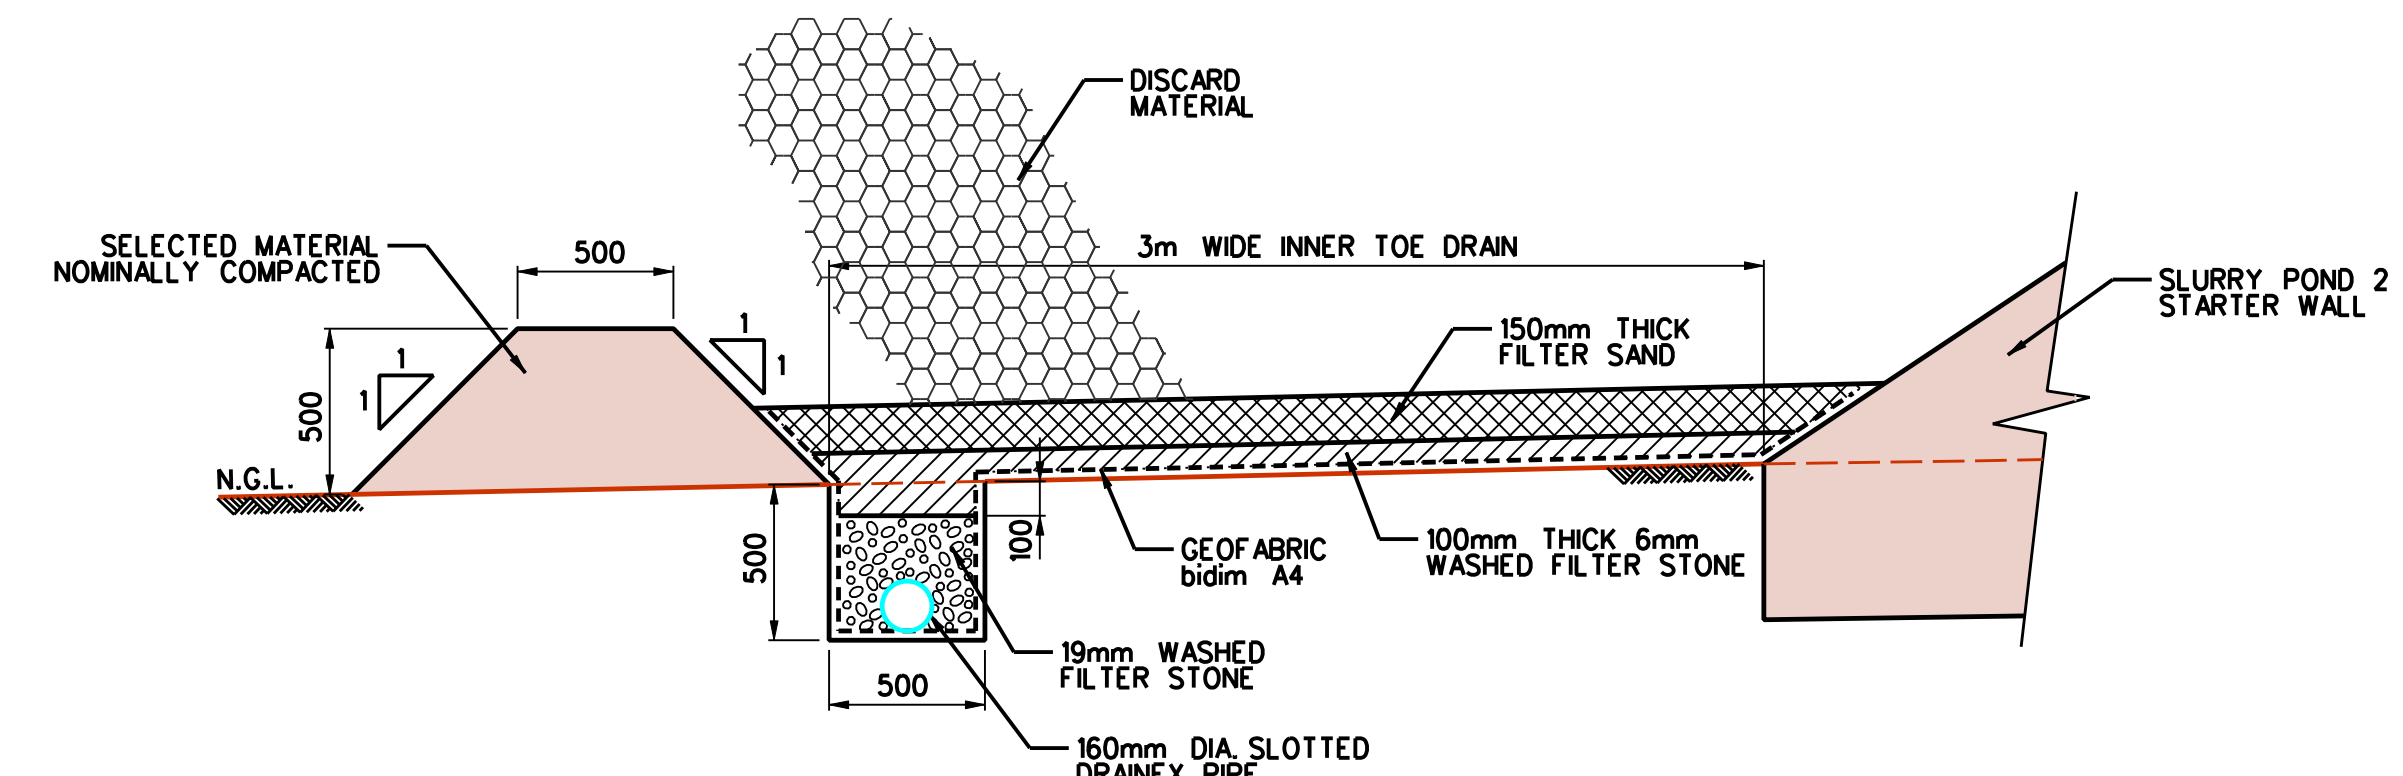 DISCARD
MATERIAL
SELECTED MATERIAL
NOMINALLY COMPACTED
500
3m WIDE INNER TOE DRAIN
SLURRY POND 2
STARTER WALL
1
1
150mm THICK
FILTER SAND
1
1
500
N.G.L.
500
100
GEOFABRIC
bidim A4
100mm THICK 6mm
WASHED FILTER STONE
19mm WASHED
FILTER STONE
500
160mm DIA. SLOTTED
DRAINEX PIPE